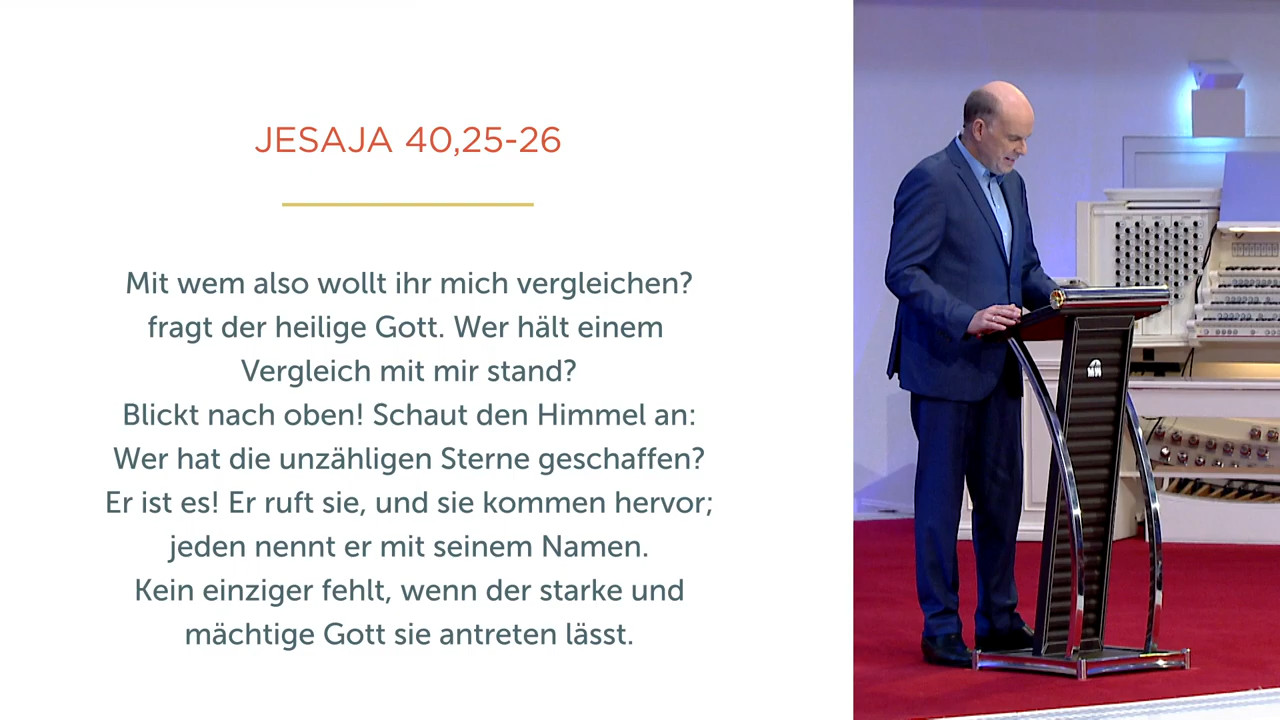 JESAJA 40,25-26
Mit wem also wollt ihr mich vergleichen?
fragt der heilige Gott. Wer hält einem
Vergleich mit mir stand?
Blickt nach oben! Schaut den Himmel an:
Wer hat die unzähligen Sterne geschaffen?
Er ist es! Er ruft sie, und sie kommen hervor;
jeden nennt er mit seinem Namen.
Kein einziger fehlt, wenn der starke und
mächtige Gott sie antreten lässt.